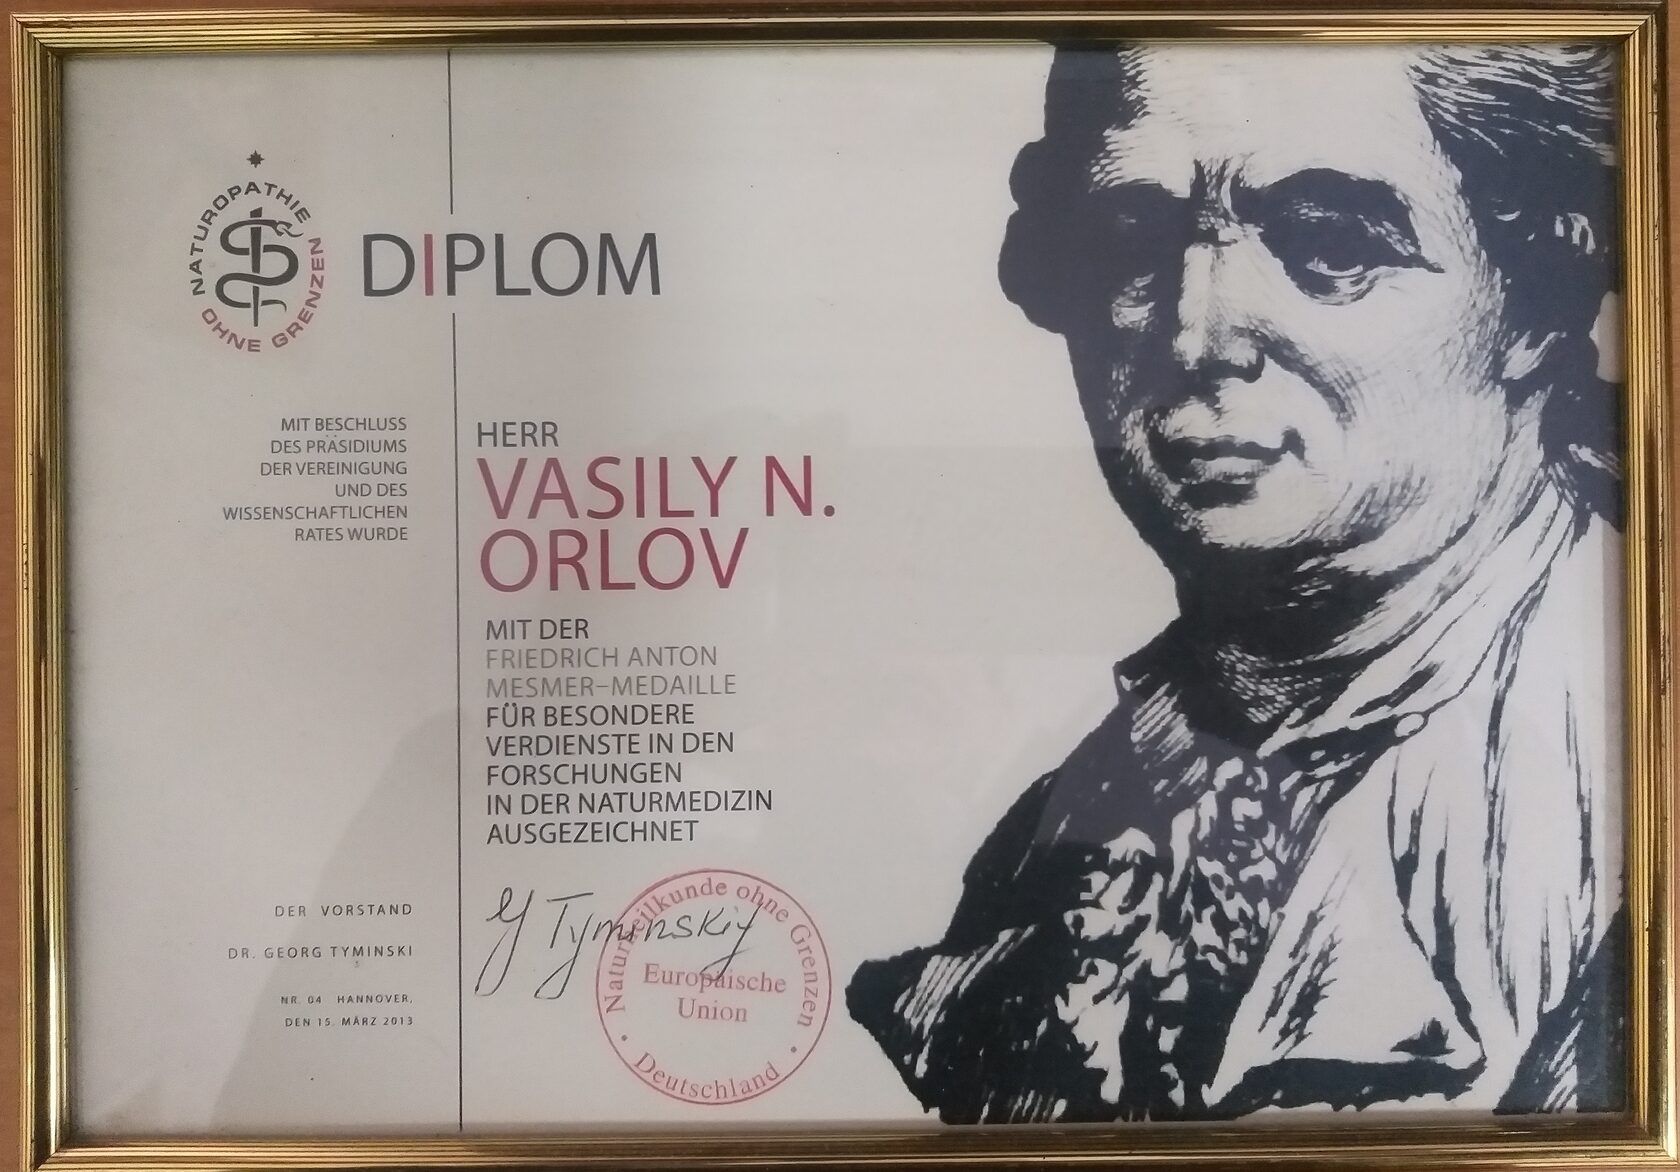 NATUROPATHIE
OHNE GRENZEN
DIPLOM
MIT BESCHLUSS
DES PRÄSIDIUMS
DER VEREINIGUNG
UND DES
WISSENSCHAFTLICHEN
RATES WURDE
HERR
VASILY N.
ORLOV
MIT DER
FRIEDRICH ANTON
MESMER-MEDAILLE
FÜR BESONDERE
VERDIENSTE IN DEN
FORSCHUNGEN
IN DER NATURMEDIZIN
AUSGEZEICHNET
DER VORSTAND
DR. GEORG TYMINSKI
NR. 04 HANNOVER,
DEN 15. MÄRZ 2013
Tyminskiy
Naturheilkunde ohne Grenzen
Europäische
Union
Deutschland